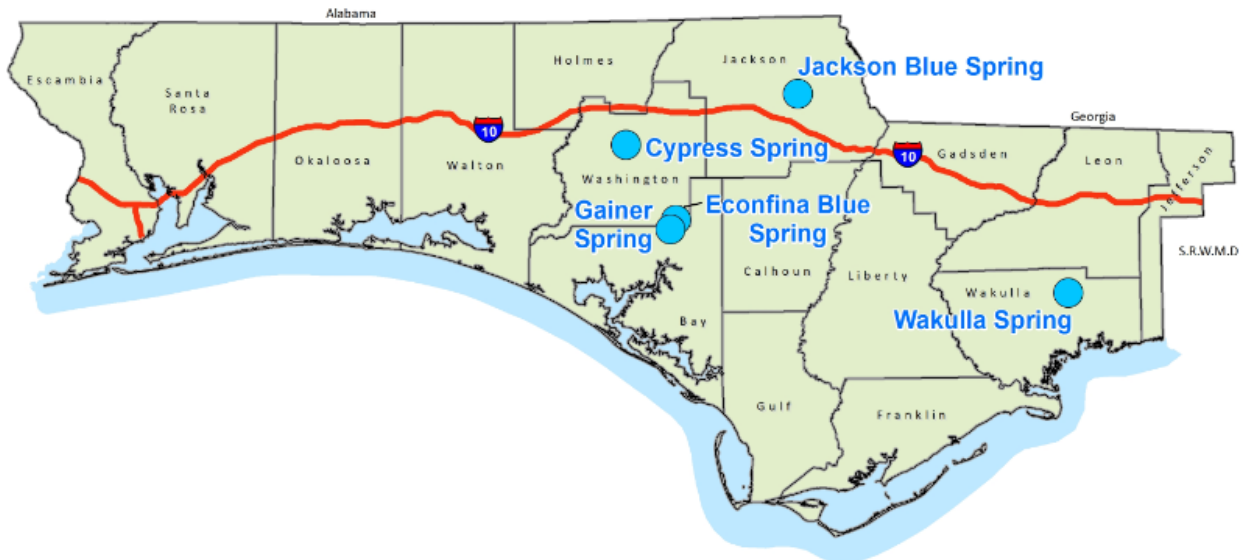 Alabama
Escambia
Santa
Rosa
Okaloosa
Walton
Holmes
Jackson
Jackson Blue Spring
Georgia
10
Cypress Spring
Washington
10
Gadsden
Leon
Jefferson
Gainer
Spring
Econfina Blue
Spring
S.R.W.M.D
Calhoun
Liberty
Wakulla
Wakulla Spring
Bay
Gulf
Franklin